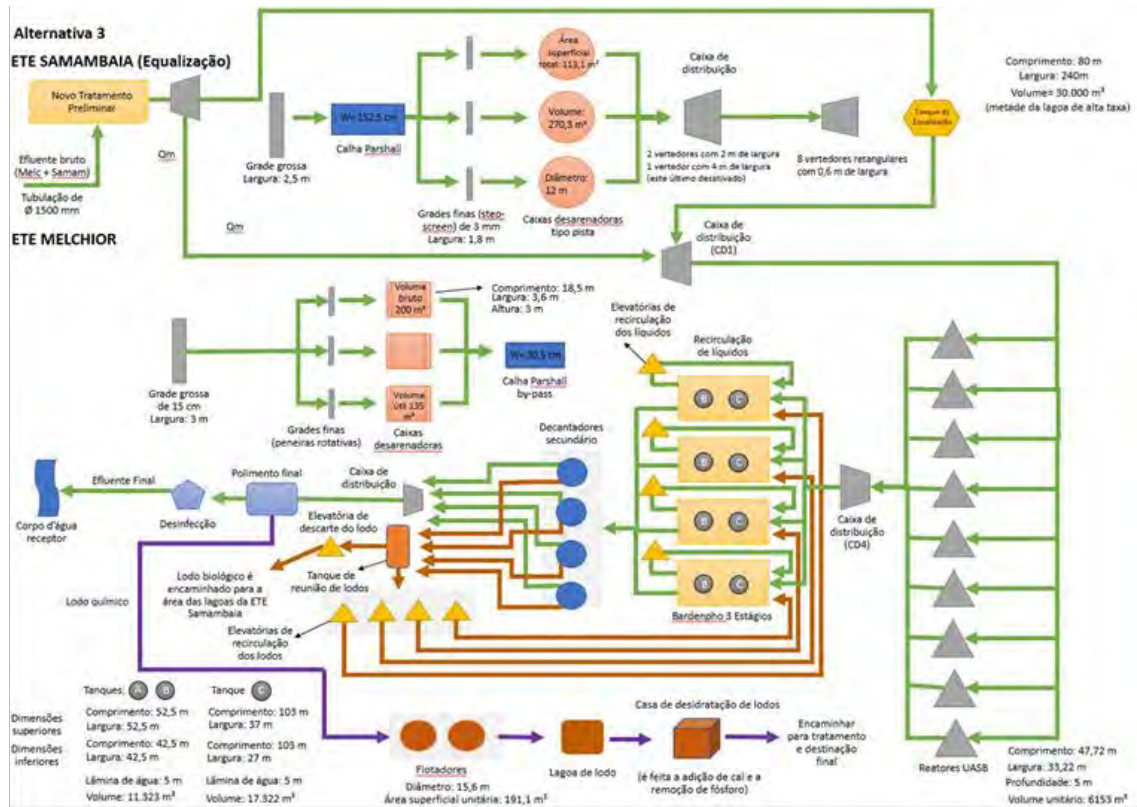 Alternativa 3
ETE SAMAMBAIA (Equalização)
Novo Tratamento
Preliminar
Efluente bruto
(Melc + Samam)
Tubulação de
Ø 1500 mm
Qm
Qm
Grade grossa
Largura: 2,5 m
W= 152,5 cm
Calha Parshall
Grades finas (step-
screen) de 3 mm
Largura: 1,8 m
Área
superficial
total: 113,1 m²
Volume:
270,3 m³
Diâmetro:
12 m
Caixas desarenadoras
tipo pista
Caixa de
distribuição
2 vertedores com 2 m de largura
1 vertedor com 4 m de largura
(este último desativado)
8 vertedores retangulares
com 0,6 m de largura
Tanque de
Equalização
Comprimento: 80 m
Largura: 240m
Volume= 30.000 m³
(metade da lagoa de alta taxa)
ETE MELCHIOR
Caixa de
distribuição
(CD1)
Grade grossa
de 15 cm
Largura: 3 m
Grades finas
(peneiras rotativas)
Volume
bruto
200 m³
Volume
útil 135
m³
Caixas
desarenadoras
Comprimento: 18,5 m
Largura: 3,6 m
Altura: 3 m
W= 30,5 cm
Calha Parshall
by-pass
Elevatórias de
recirculação
dos líquidos
Recirculação
de líquidos
B C
B C
B C
B C
Bardenpho 3 Estágios
Caixa de
distribuição
(CD4)
Decantadores
secundário
Caixa de
distribuição
Polimento final
Desinfecção
Efluente Final
Corpo d'água
receptor
Elevatória de
descarte do lodo
Tanque de
reunião de lodos
Lodo biológico é
encaminhado para a
área das lagoas da ETE
Samambaia
Lodo químico
Elevatórias de
recirculação
dos lodos
Tanques: A B
Tanque C
Dimensões
superiores
Comprimento: 52,5 m
Largura: 52,5 m
Comprimento: 103 m
Largura: 37 m
Dimensões
inferiores
Comprimento: 42,5 m
Largura: 42,5 m
Comprimento: 103 m
Largura: 27 m
Lâmina de água: 5 m
Volume: 11.323 m³
Lâmina de água: 5 m
Volume: 17.322 m³
Flotadores
Diâmetro: 15,6 m
Área superficial unitária: 191,1 m²
Lagoa de lodo
Casa de desidratação de lodos
(é feita a adição de cal e a
remoção de fósforo)
Encaminhar
para tratamento
e destinação
final
Reatores UASB
Comprimento: 47,72 m
Largura: 33,22 m
Profundidade: 5 m
Volume unitário: 6153 m³